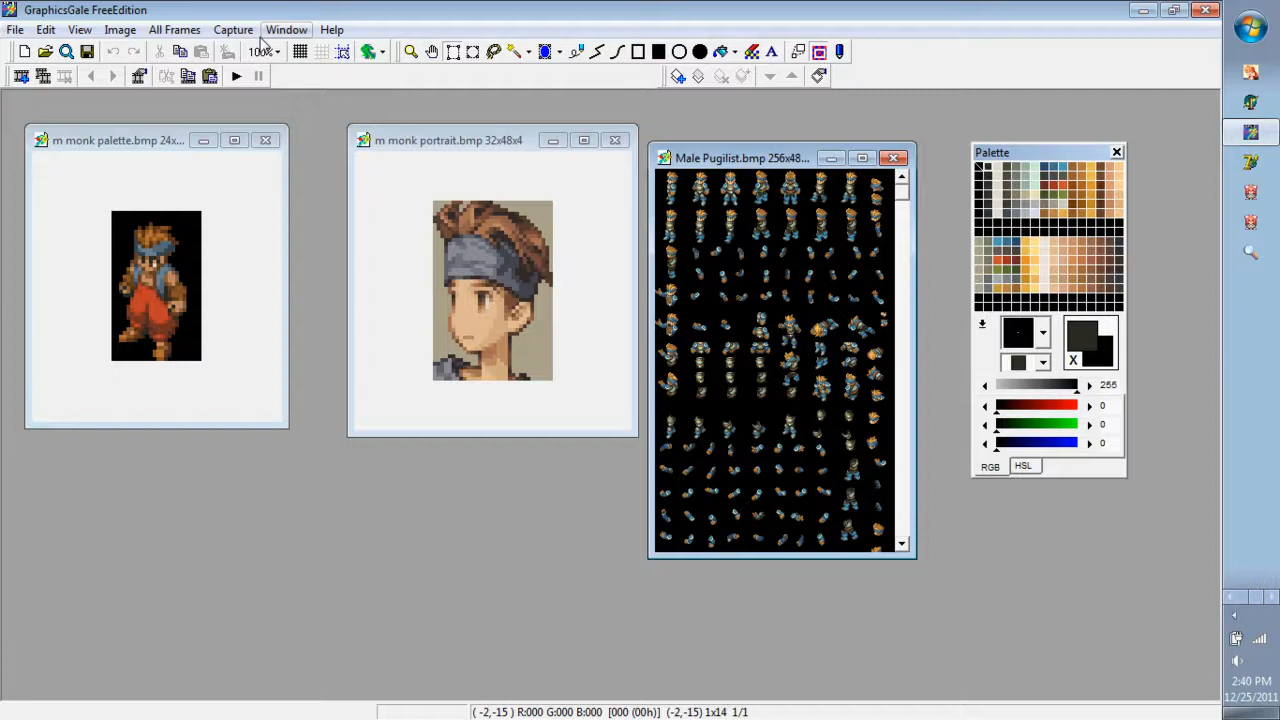 GraphicsGale FreeEdition
File Edit View Image All Frames Capture Window Help
100%
m monk palette.bmp 24x...
m monk portrait.bmp 32x48x4
Male Pugilist.bmp 256x48...
Palette
X
255
0
0
0
RGB HSL
2:40 PM
12/25/2011
( -2,-15 ) R:000 G:000 B:000 [000 (00h)] (-2,-15) 1x14 1/1